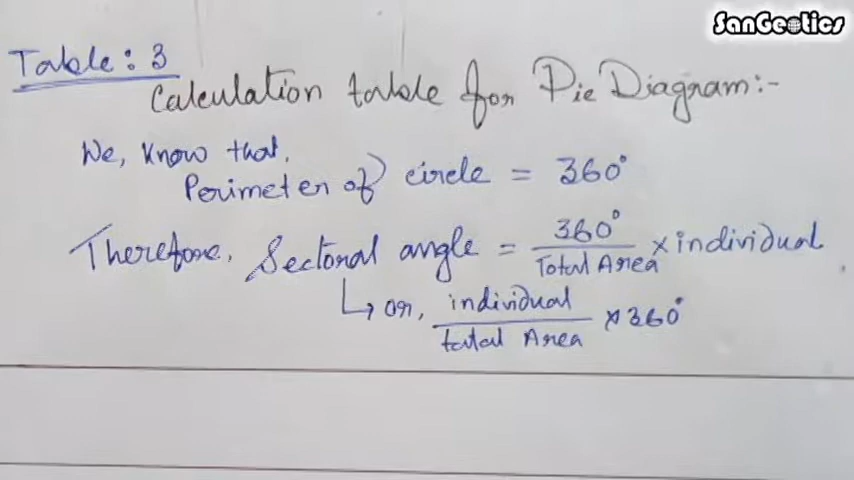 SanGeotics
Table: 3
Calculation table for Pie Diagram:-
We, know that,
Perimeter of circle = 360°
Therefore, Sectoral angle = 360° / Total Area × individual
↳ or, individual / total Area × 360°